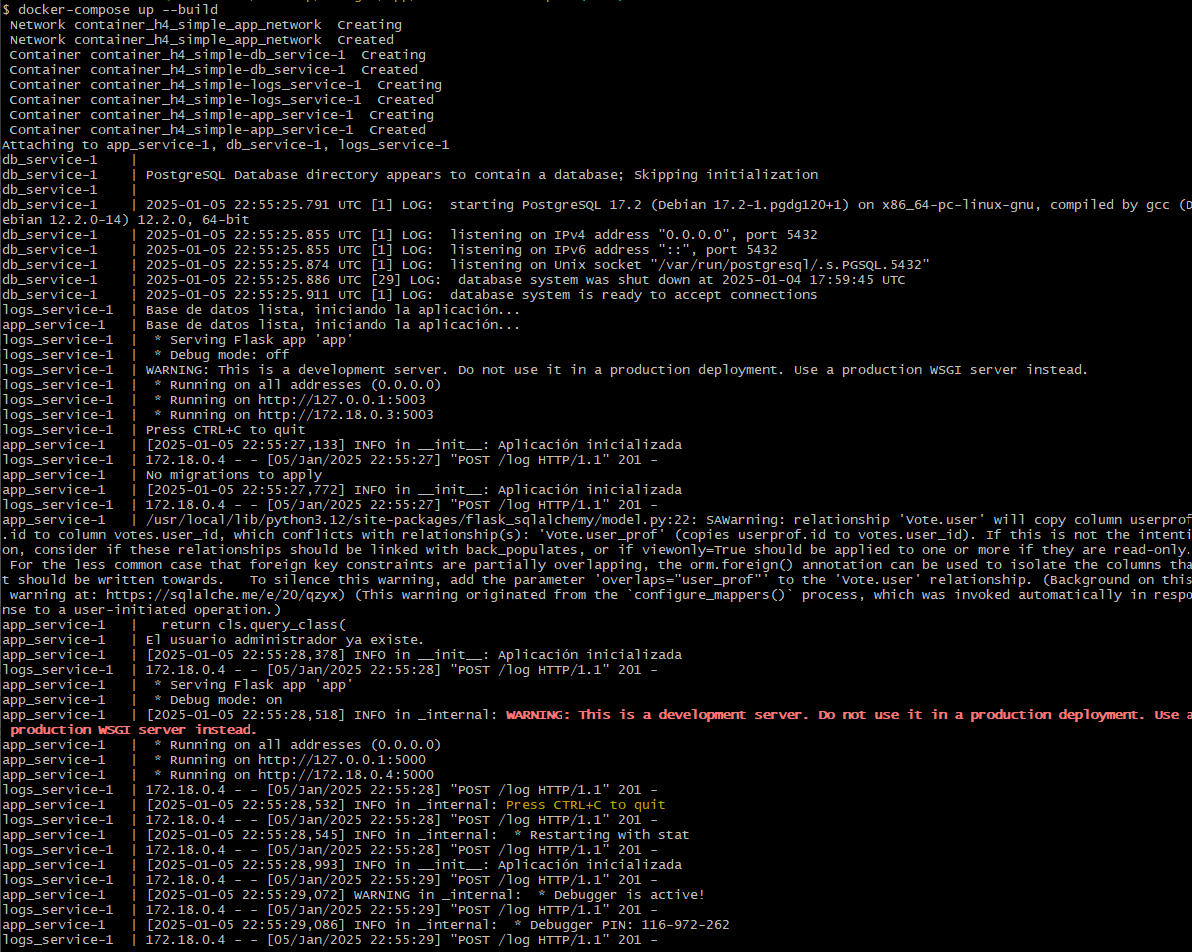 $ docker-compose up --build
Network container_h4_simple_app_network  Creating
Network container_h4_simple_app_network  Created
Container container_h4_simple-db_service-1  Creating
Container container_h4_simple-db_service-1  Created
Container container_h4_simple-logs_service-1  Creating
Container container_h4_simple-logs_service-1  Created
Container container_h4_simple-app_service-1  Creating
Container container_h4_simple-app_service-1  Created
Attaching to app_service-1, db_service-1, logs_service-1
db_service-1    |
db_service-1    | PostgreSQL Database directory appears to contain a database; Skipping initialization
db_service-1    |
db_service-1    | 2025-01-05 22:55:25.791 UTC [1] LOG:  starting PostgreSQL 17.2 (Debian 17.2-1.pgdg120+1) on x86_64-pc-linux-gnu, compiled by gcc (D
ebian 12.2.0-14) 12.2.0, 64-bit
db_service-1    | 2025-01-05 22:55:25.855 UTC [1] LOG:  listening on IPv4 address "0.0.0.0", port 5432
db_service-1    | 2025-01-05 22:55:25.855 UTC [1] LOG:  listening on IPv6 address "::", port 5432
db_service-1    | 2025-01-05 22:55:25.874 UTC [1] LOG:  listening on Unix socket "/var/run/postgresql/.s.PGSQL.5432"
db_service-1    | 2025-01-05 22:55:25.886 UTC [29] LOG:  database system was shut down at 2025-01-04 17:59:45 UTC
db_service-1    | 2025-01-05 22:55:25.911 UTC [1] LOG:  database system is ready to accept connections
logs_service-1  | Base de datos lista, iniciando la aplicación...
app_service-1   | Base de datos lista, iniciando la aplicación...
logs_service-1  |  * Serving Flask app 'app'
logs_service-1  |  * Debug mode: off
logs_service-1  | WARNING: This is a development server. Do not use it in a production deployment. Use a production WSGI server instead.
logs_service-1  |  * Running on all addresses (0.0.0.0)
logs_service-1  |  * Running on http://127.0.0.1:5003
logs_service-1  |  * Running on http://172.18.0.3:5003
logs_service-1  | Press CTRL+C to quit
app_service-1   | [2025-01-05 22:55:27,133] INFO in __init__: Aplicación inicializada
logs_service-1  | 172.18.0.4 - - [05/Jan/2025 22:55:27] "POST /log HTTP/1.1" 201 -
app_service-1   | No migrations to apply
app_service-1   | [2025-01-05 22:55:27,772] INFO in __init__: Aplicación inicializada
logs_service-1  | 172.18.0.4 - - [05/Jan/2025 22:55:27] "POST /log HTTP/1.1" 201 -
app_service-1   | /usr/local/lib/python3.12/site-packages/flask_sqlalchemy/model.py:22: SAWarning: relationship 'Vote.user' will copy column userprof
.id to column votes.user_id, which conflicts with relationship(s): 'Vote.user_prof' (copies userprof.id to votes.user_id). If this is not the intenti
on, consider if these relationships should be linked with back_populates, or if viewonly=True should be applied to one or more if they are read-only.
For the less common case that foreign key constraints are partially overlapping, the orm.foreign() annotation can be used to isolate the columns tha
t should be written towards.   To silence this warning, add the parameter 'overlaps="user_prof"' to the 'Vote.user' relationship. (Background on this
warning at: https://sqlalche.me/e/20/qzyx) (This warning originated from the `configure_mappers()` process, which was invoked automatically in respo
nse to a user-initiated operation.)
app_service-1   |   return cls.query_class(
app_service-1   | El usuario administrador ya existe.
app_service-1   | [2025-01-05 22:55:28,378] INFO in __init__: Aplicación inicializada
logs_service-1  | 172.18.0.4 - - [05/Jan/2025 22:55:28] "POST /log HTTP/1.1" 201 -
app_service-1   |  * Serving Flask app 'app'
app_service-1   |  * Debug mode: on
app_service-1   | [2025-01-05 22:55:28,518] INFO in _internal: WARNING: This is a development server. Do not use it in a production deployment. Use a
production WSGI server instead.
app_service-1   |  * Running on all addresses (0.0.0.0)
app_service-1   |  * Running on http://127.0.0.1:5000
app_service-1   |  * Running on http://172.18.0.4:5000
logs_service-1  | 172.18.0.4 - - [05/Jan/2025 22:55:28] "POST /log HTTP/1.1" 201 -
app_service-1   | [2025-01-05 22:55:28,532] INFO in _internal: Press CTRL+C to quit
logs_service-1  | 172.18.0.4 - - [05/Jan/2025 22:55:28] "POST /log HTTP/1.1" 201 -
app_service-1   | [2025-01-05 22:55:28,545] INFO in _internal:  * Restarting with stat
logs_service-1  | 172.18.0.4 - - [05/Jan/2025 22:55:28] "POST /log HTTP/1.1" 201 -
app_service-1   | [2025-01-05 22:55:28,993] INFO in __init__: Aplicación inicializada
logs_service-1  | 172.18.0.4 - - [05/Jan/2025 22:55:29] "POST /log HTTP/1.1" 201 -
app_service-1   | [2025-01-05 22:55:29,072] WARNING in _internal:  * Debugger is active!
logs_service-1  | 172.18.0.4 - - [05/Jan/2025 22:55:29] "POST /log HTTP/1.1" 201 -
app_service-1   | [2025-01-05 22:55:29,086] INFO in _internal:  * Debugger PIN: 116-972-262
logs_service-1  | 172.18.0.4 - - [05/Jan/2025 22:55:29] "POST /log HTTP/1.1" 201 -